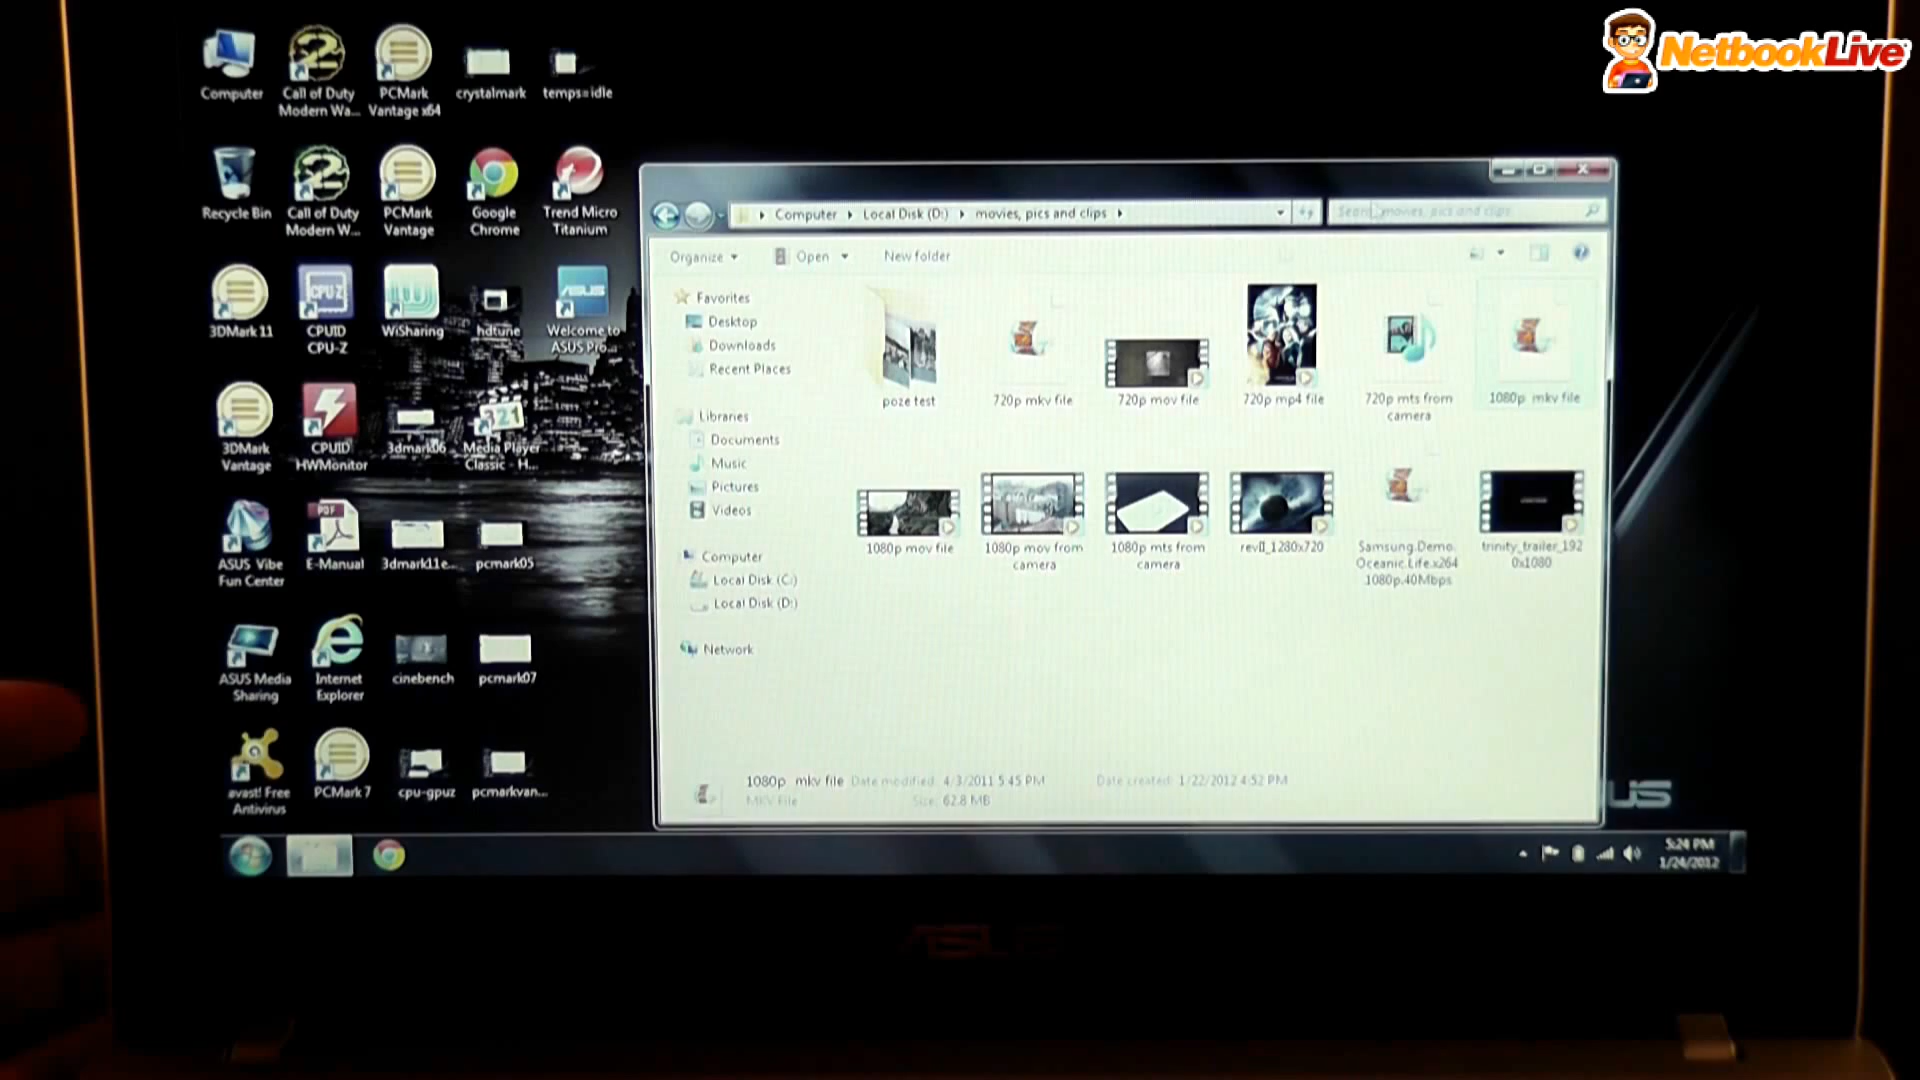 NetbookLive
Computer
Call of Duty
Modern Wa...
PCMark
Vantage x64
crystalmark
temps=idle
Recycle Bin
Call of Duty
Modern W...
PCMark
Vantage
Google
Chrome
Trend Micro
Titanium
3DMark 11
CPUID
CPU-Z
WiSharing
hdtune
Welcome to
ASUS Pro...
3DMark
Vantage
CPUID
HWMonitor
3dmark06
Media Player
Classic - H...
ASUS Vibe
Fun Center
E-Manual
3dmark11e...
pcmark05
ASUS Media
Sharing
Internet
Explorer
cinebench
pcmark07
avast! Free
Antivirus
PCMark 7
cpu-gpuz
pcmarkvan...
Computer
Local Disk (D:)
movies, pics and clips
Search movies, pics and clips
Organize
Open
New folder
Favorites
Desktop
Downloads
Recent Places
Libraries
Documents
Music
Pictures
Videos
Computer
Local Disk (C:)
Local Disk (D:)
Network
poze test
720p mkv file
720p mov file
720p mp4 file
720p mts from
camera
1080p mkv file
1080p mov file
1080p mov from
camera
1080p mts from
camera
Samsung.Demo.
Oceanic.Life.x264
.1080p.40Mbps
trinity_trailer_192
0x1080
1080p mkv file Date modified: 4/3/2011 5:45 PM Date created: 1/22/2012 4:52 PM
MKV File Size: 62.8 MB
5:24 PM
1/24/2012
ASUS